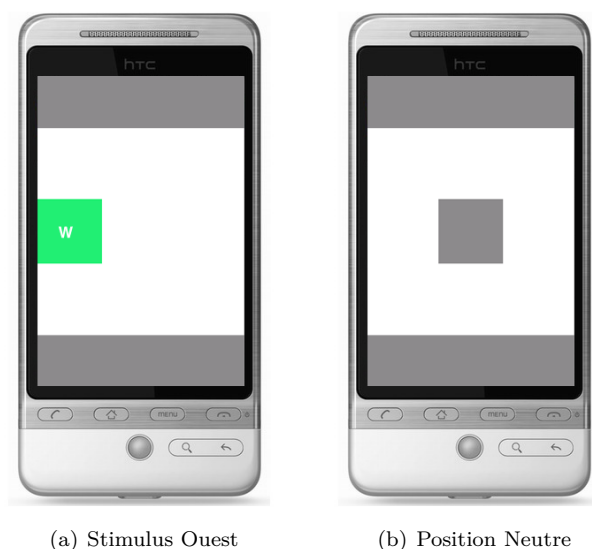 hTC
hTC
W
MENU
MENU
(a) Stimulus Ouest
(b) Position Neutre